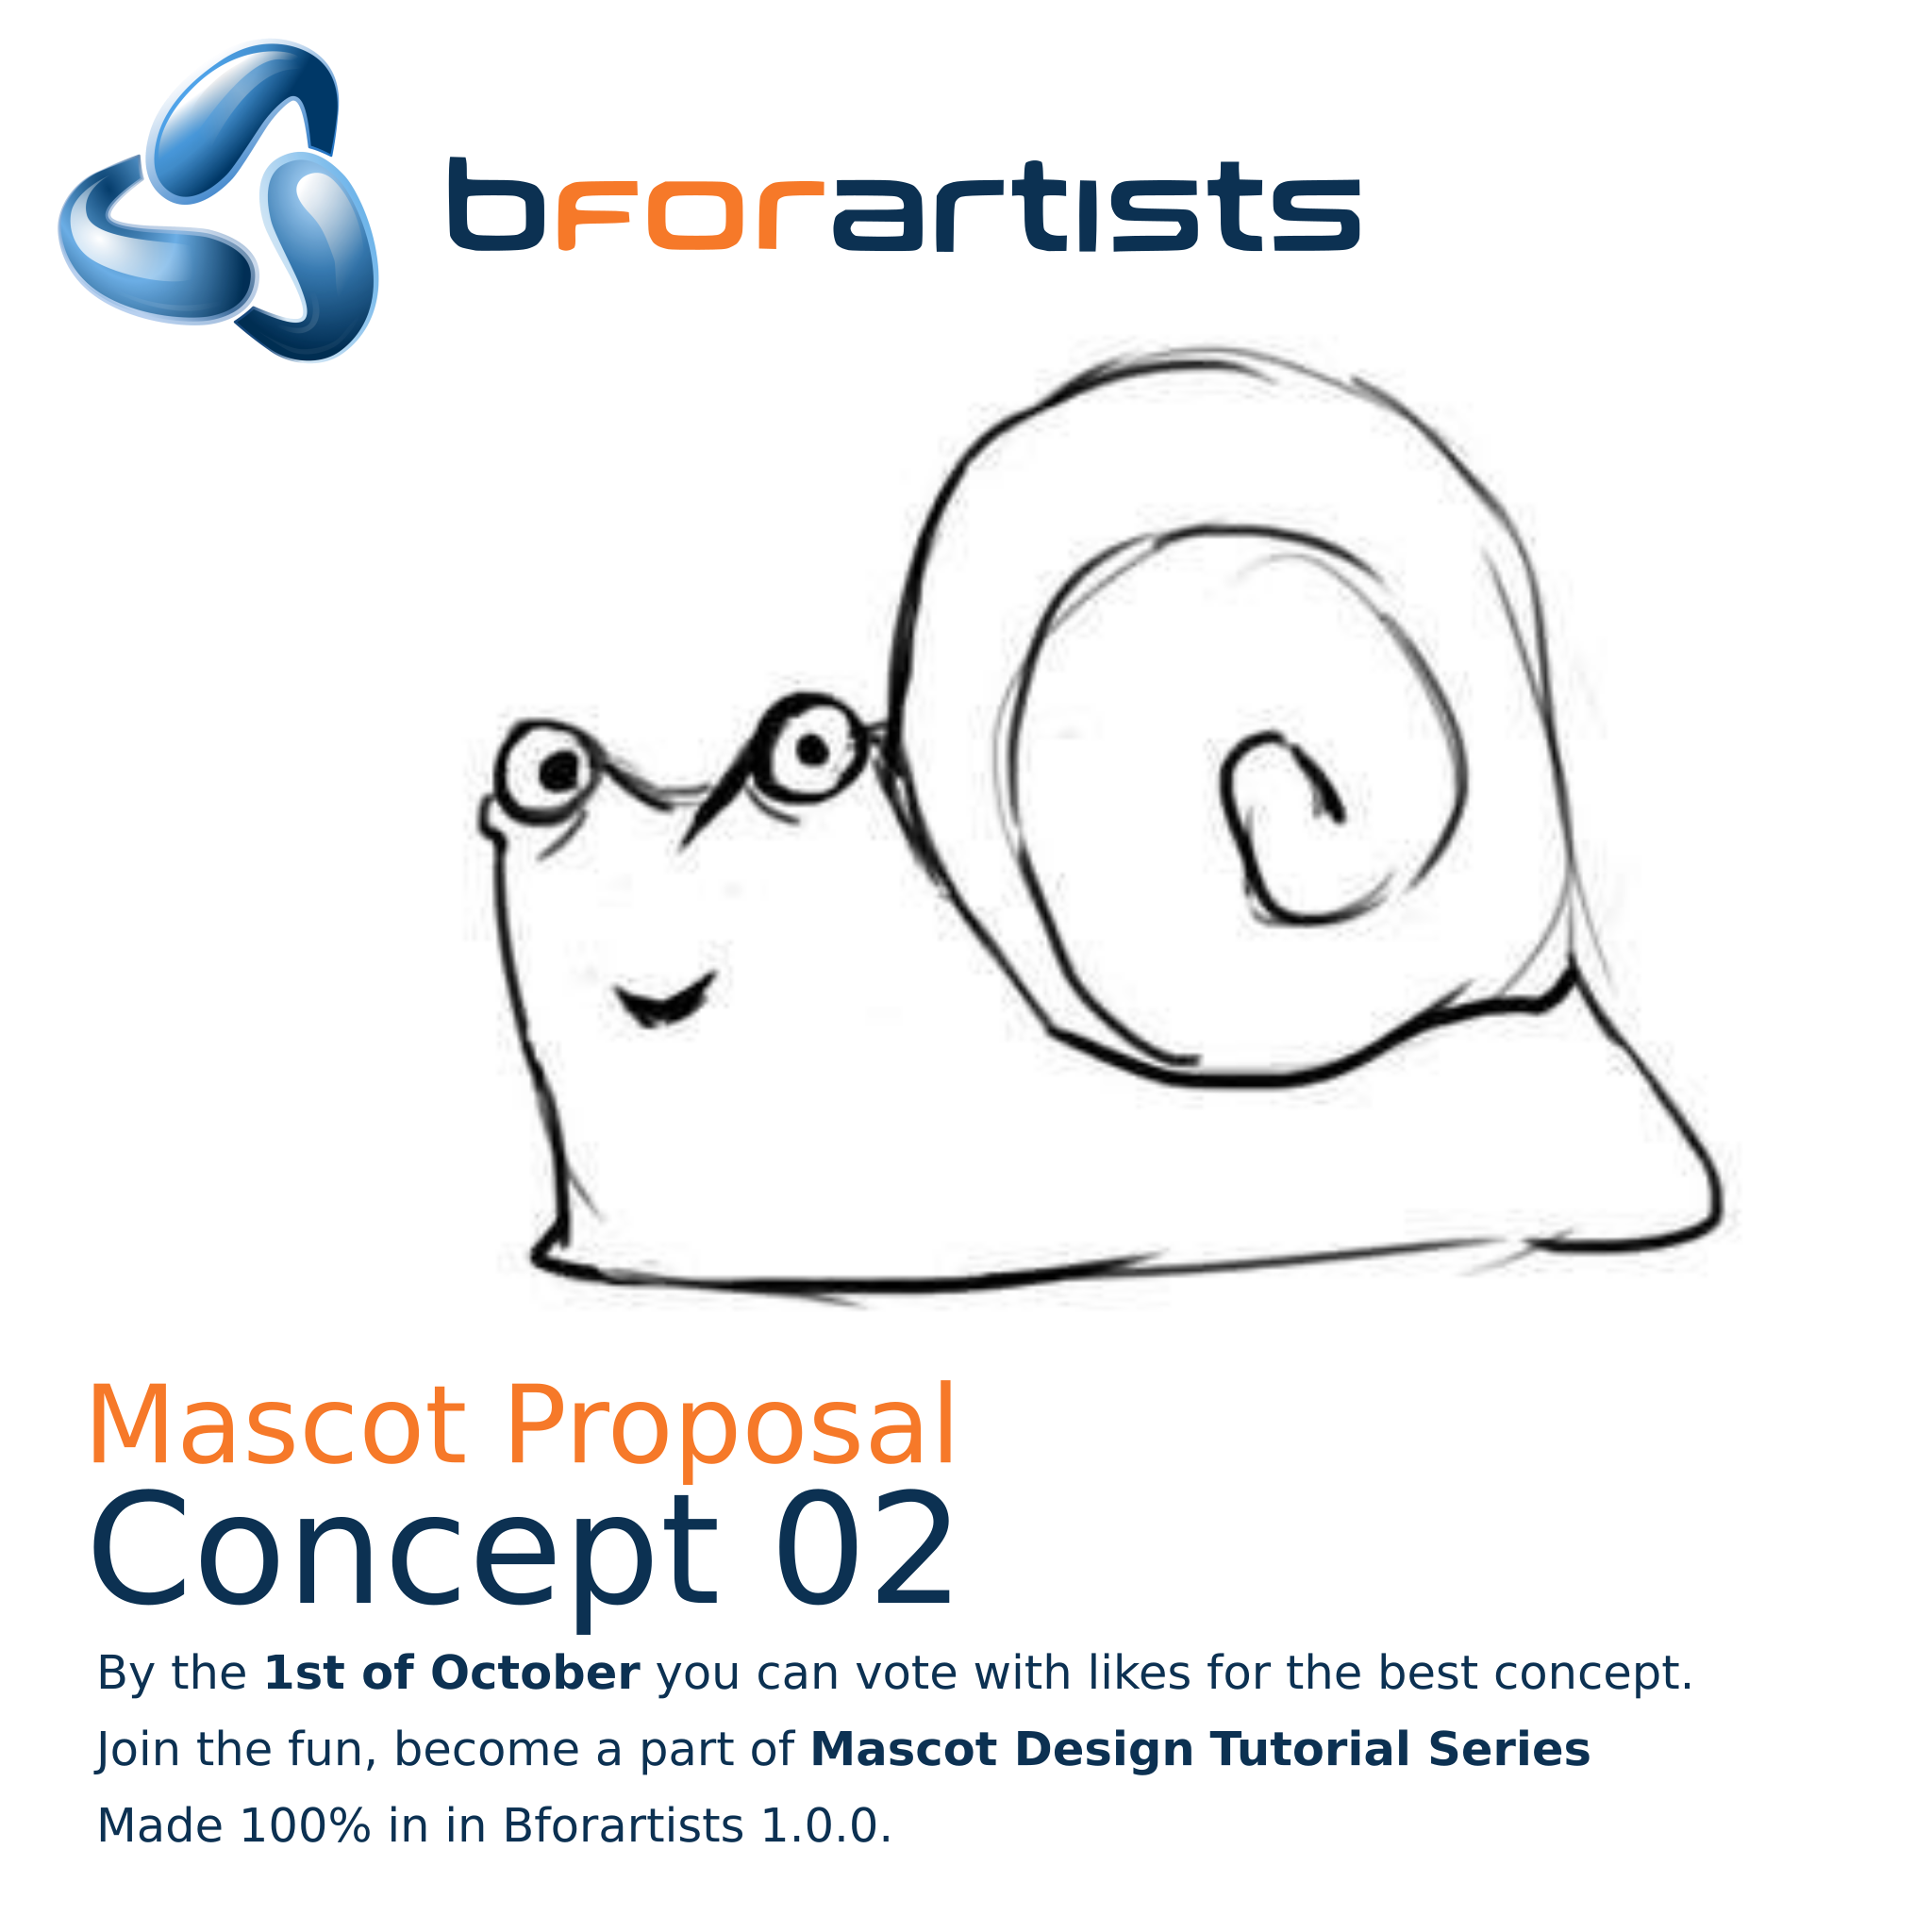 bforartists
Mascot Proposal
Concept 02
By the 1st of October you can vote with likes for the best concept.
Join the fun, become a part of Mascot Design Tutorial Series
Made 100% in in Bforartists 1.0.0.